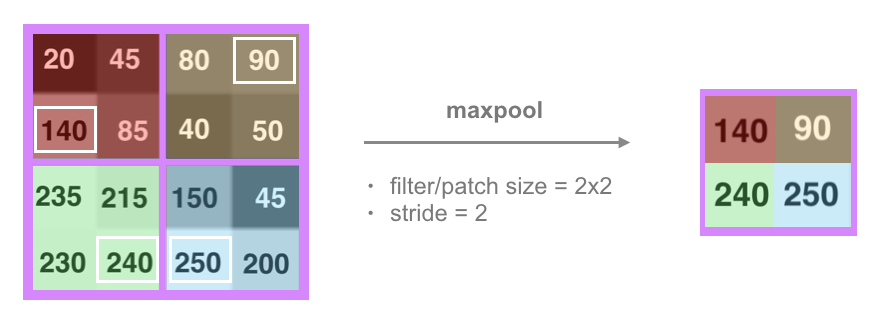 20 45 80 90
140 85 40 50
235 215 150 45
230 240 250 200
maxpool
· filter/patch size = 2x2
· stride = 2
140 90
240 250